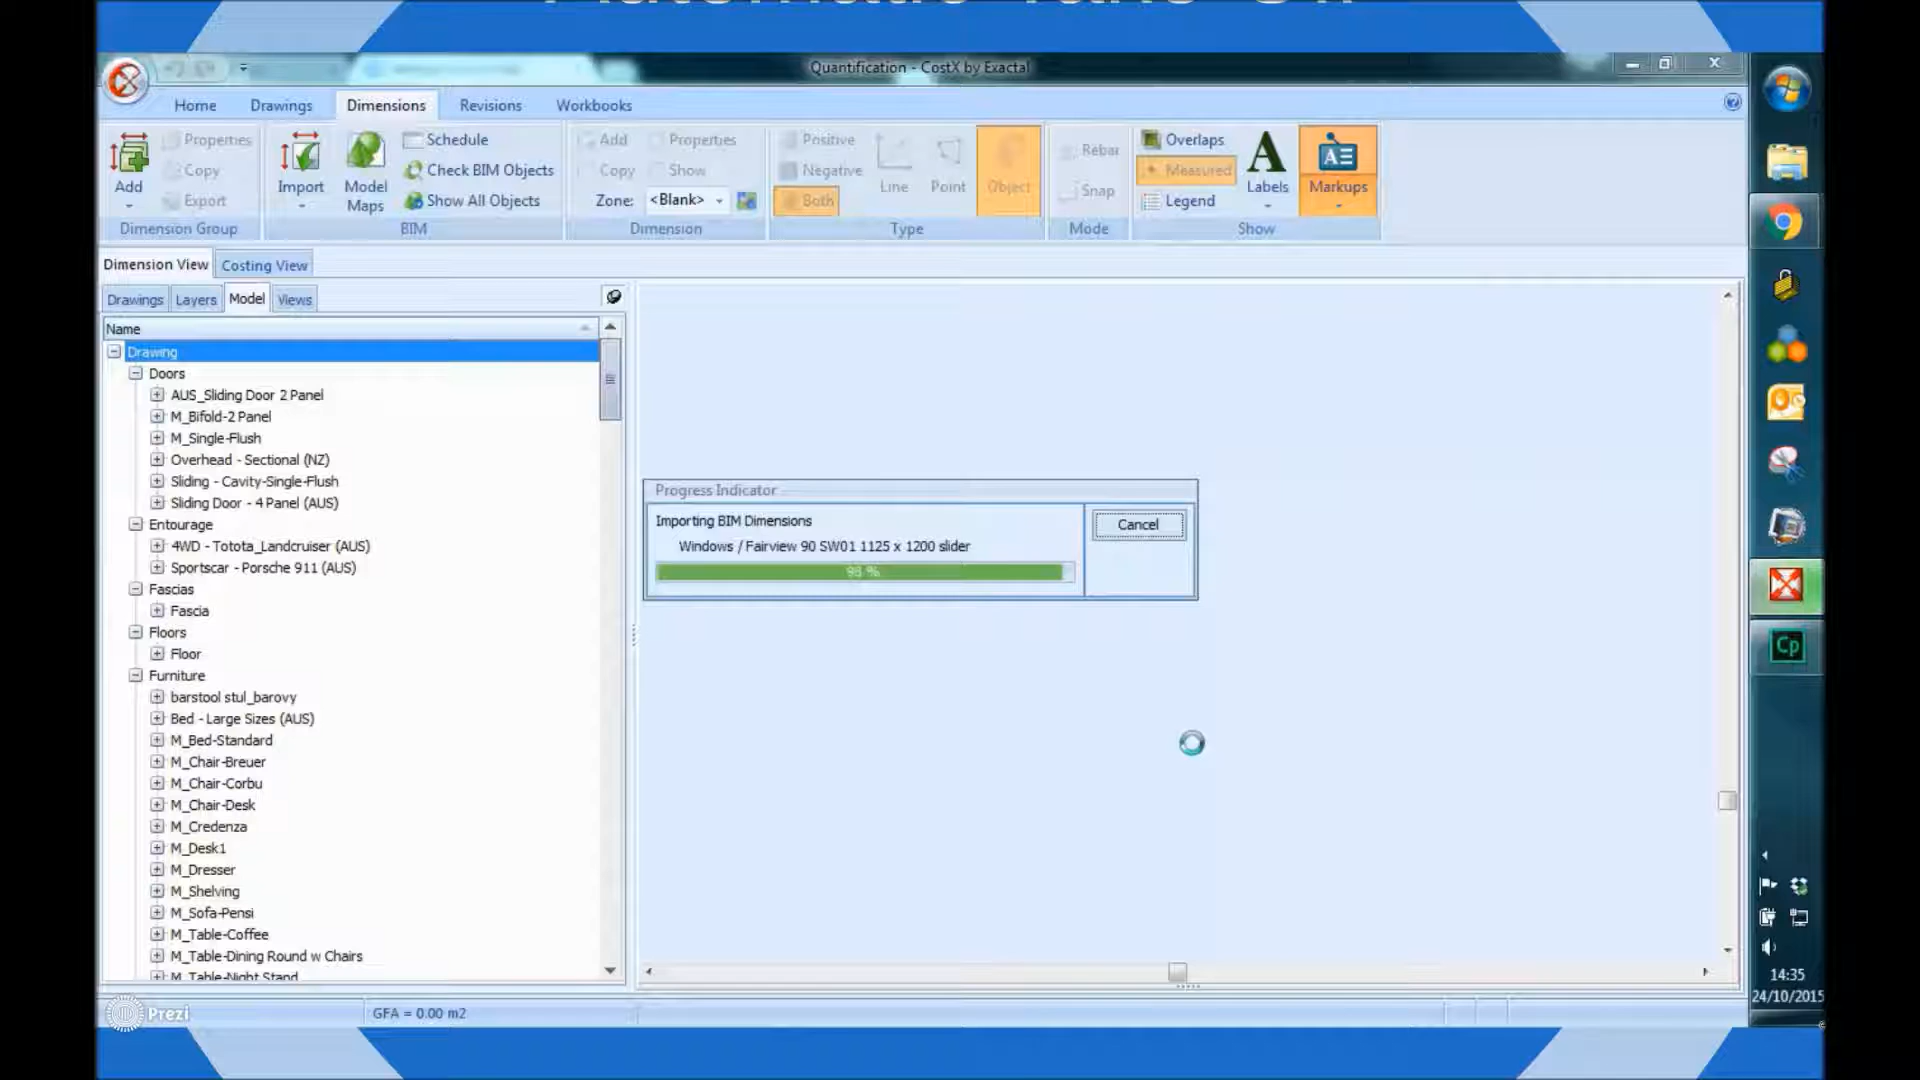 Automatic Take Off
Quantification - CostX by Exactal
Home Drawings Dimensions Revisions Workbooks
Add
Properties
Copy
Export
Dimension Group
Import
Model Maps
Schedule
Check BIM Objects
Show All Objects
BIM
Add Properties
Copy Show
Zone: <Blank>
Dimension
Positive
Negative
Both
Line
Point
Object
Type
Rebar
Snap
Mode
Overlaps
Measured
Legend
A
Labels
A
Markups
Show
Dimension View Costing View
Drawings Layers Model Views
Name
Drawing
Doors
AUS_Sliding Door 2 Panel
M_Bifold-2 Panel
M_Single-Flush
Overhead - Sectional (NZ)
Sliding - Cavity-Single-Flush
Sliding Door - 4 Panel (AUS)
Entourage
4WD - Totota_Landcruiser (AUS)
Sportscar - Porsche 911 (AUS)
Fascias
Fascia
Floors
Floor
Furniture
barstool stul_barovy
Bed - Large Sizes (AUS)
M_Bed-Standard
M_Chair-Breuer
M_Chair-Corbu
M_Chair-Desk
M_Credenza
M_Desk1
M_Dresser
M_Shelving
M_Sofa-Pensi
M_Table-Coffee
M_Table-Dining Round w Chairs
M_Table-Night Stand
Progress Indicator
Importing BIM Dimensions
Windows / Fairview 90 SW01 1125 x 1200 slider
98 %
Cancel
Cp
14:35
24/10/2015
Prezi
GFA = 0.00 m2